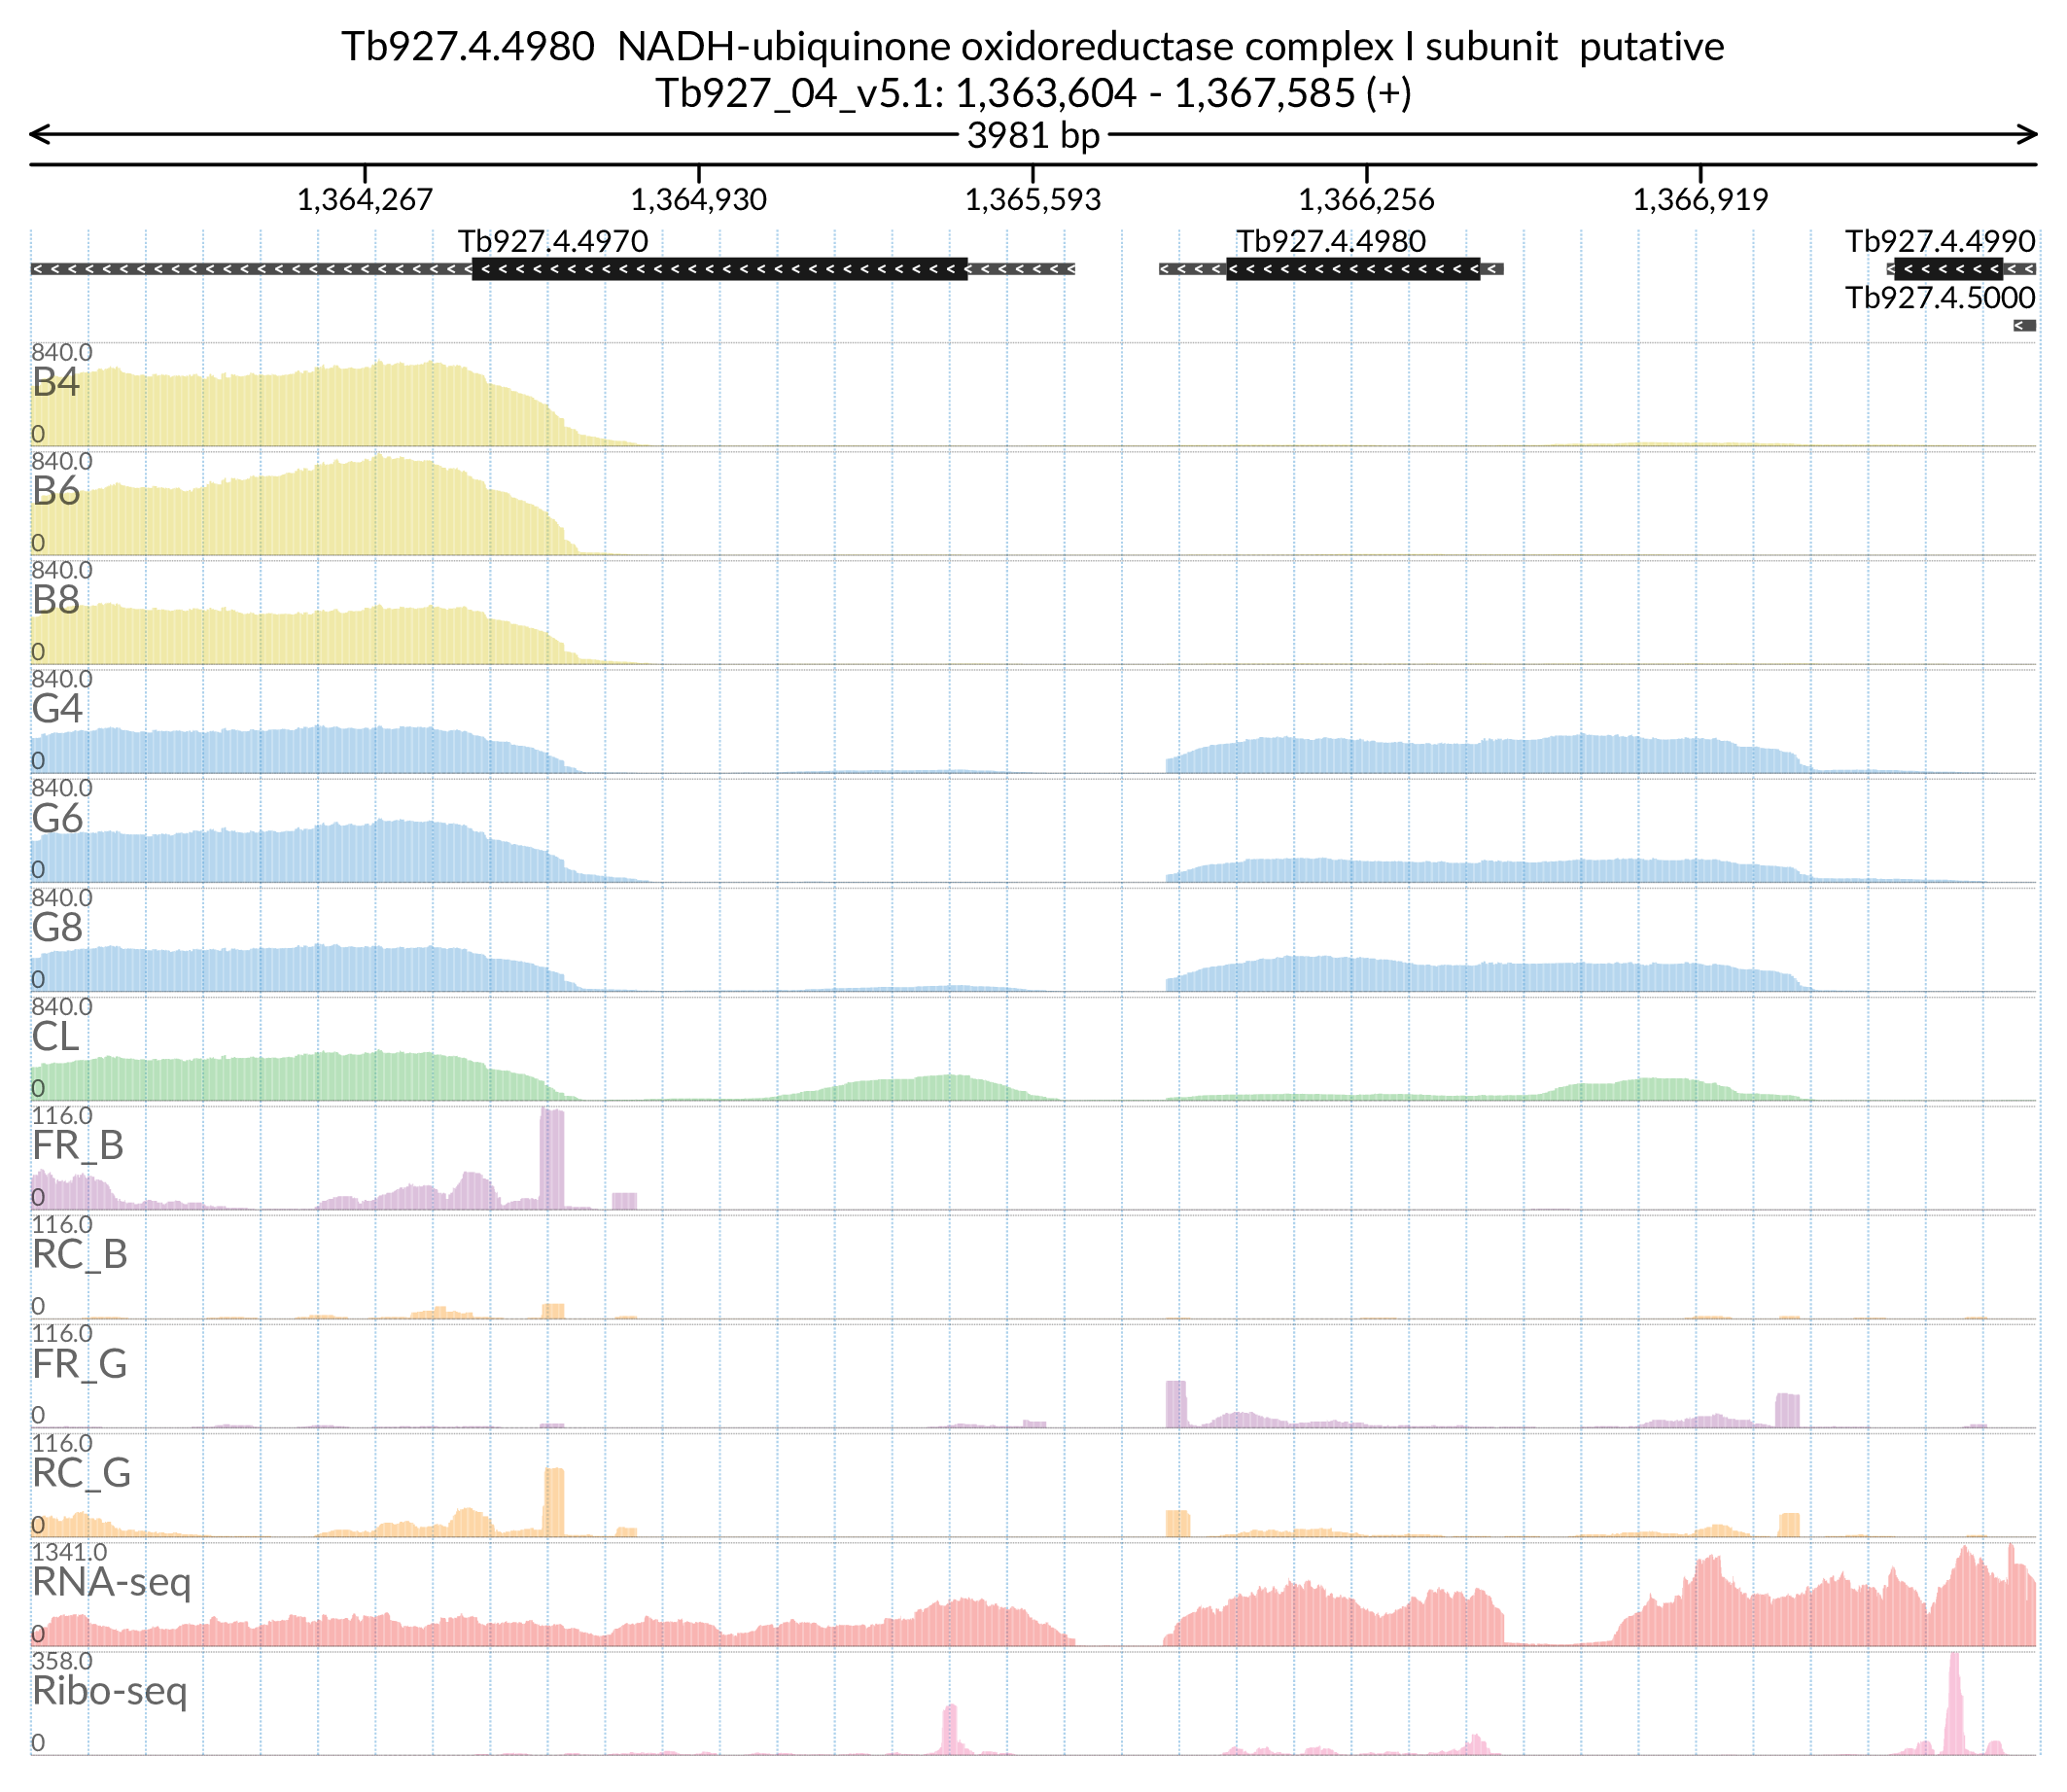 Tb927.4.4980  NADH-ubiquinone oxidoreductase complex I subunit  putative
Tb927_04_v5.1: 1,363,604 - 1,367,585 (+)
3981 bp
1,364,267 1,364,930 1,365,593 1,366,256 1,366,919
Tb927.4.4970 Tb927.4.4980 Tb927.4.4990
Tb927.4.5000
840.0
B4
0
840.0
B6
0
840.0
B8
0
840.0
G4
0
840.0
G6
0
840.0
G8
0
840.0
CL
0
116.0
FR_B
0
116.0
RC_B
0
116.0
FR_G
0
116.0
RC_G
0
1341.0
RNA-seq
0
358.0
Ribo-seq
0